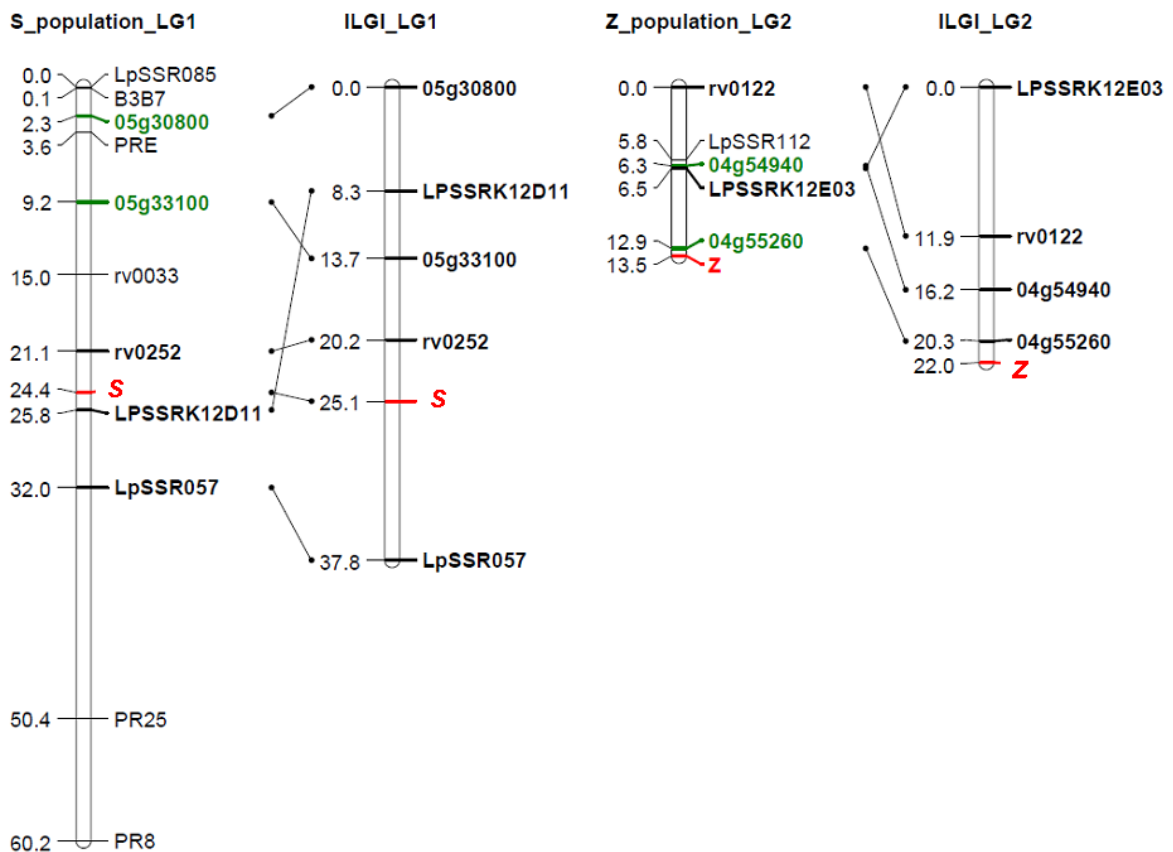 S_population_LG1
0.0 LpSSR085
0.1 B3B7
2.3 05g30800
3.6 PRE
9.2 05g33100
15.0 rv0033
21.1 rv0252
24.4 S
25.8 LPSSRK12D11
32.0 LpSSR057
50.4 PR25
60.2 PR8
ILGI_LG1
0.0 05g30800
8.3 LPSSRK12D11
13.7 05g33100
20.2 rv0252
25.1 S
37.8 LpSSR057
Z_population_LG2
0.0 rv0122
5.8 LpSSR112
6.3 04g54940
6.5 LPSSRK12E03
12.9 04g55260
13.5 Z
ILGI_LG2
0.0 LPSSRK12E03
11.9 rv0122
16.2 04g54940
20.3 04g55260
22.0 Z